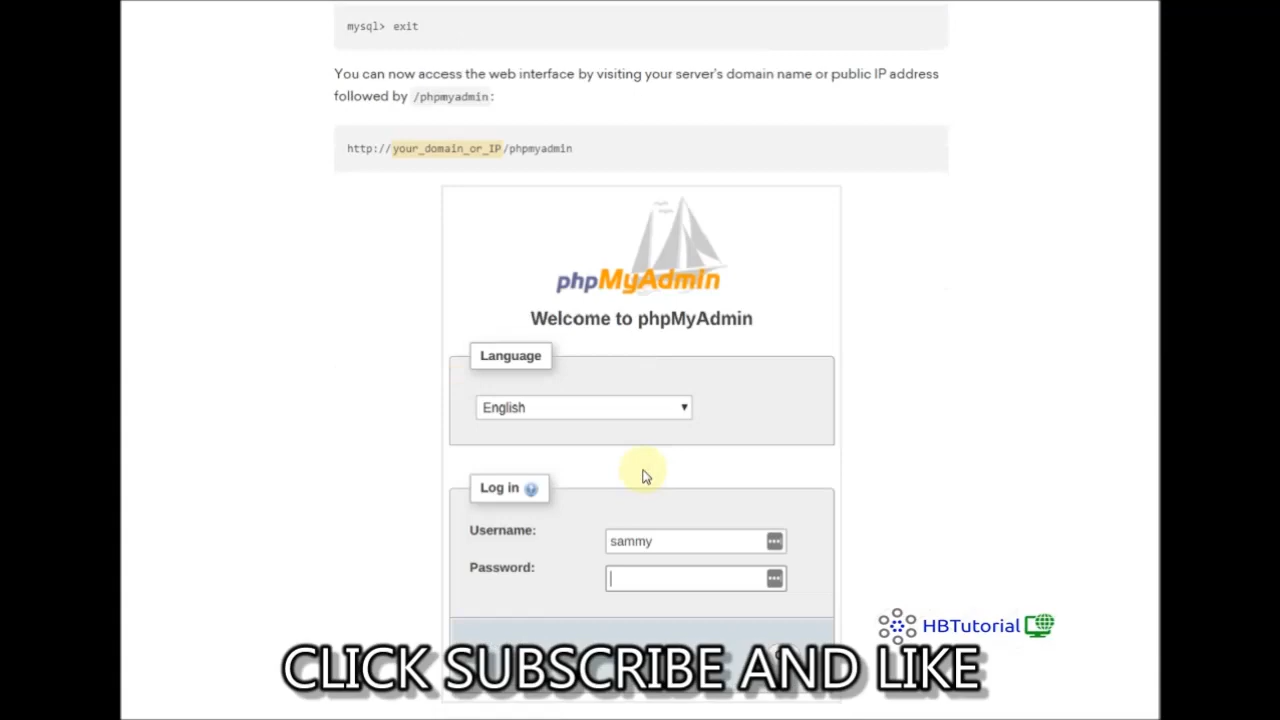 mysql> exit
You can now access the web interface by visiting your server's domain name or public IP address
followed by /phpmyadmin:
http://your_domain_or_IP/phpmyadmin
phpMyAdmin
Welcome to phpMyAdmin
Language
English
Log in
Username:
sammy
Password:
HBTutorial
CLICK SUBSCRIBE AND LIKE